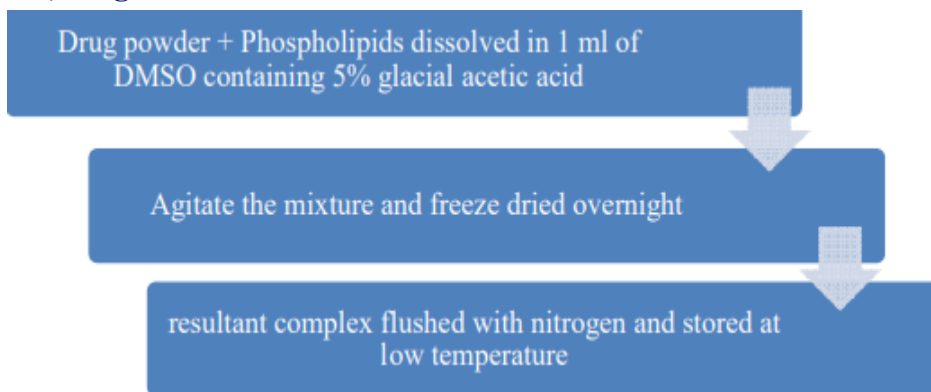 Drug powder + Phospholipids dissolved in 1 ml of
DMSO containing 5% glacial acetic acid
Agitate the mixture and freeze dried overnight
resultant complex flushed with nitrogen and stored at
low temperature